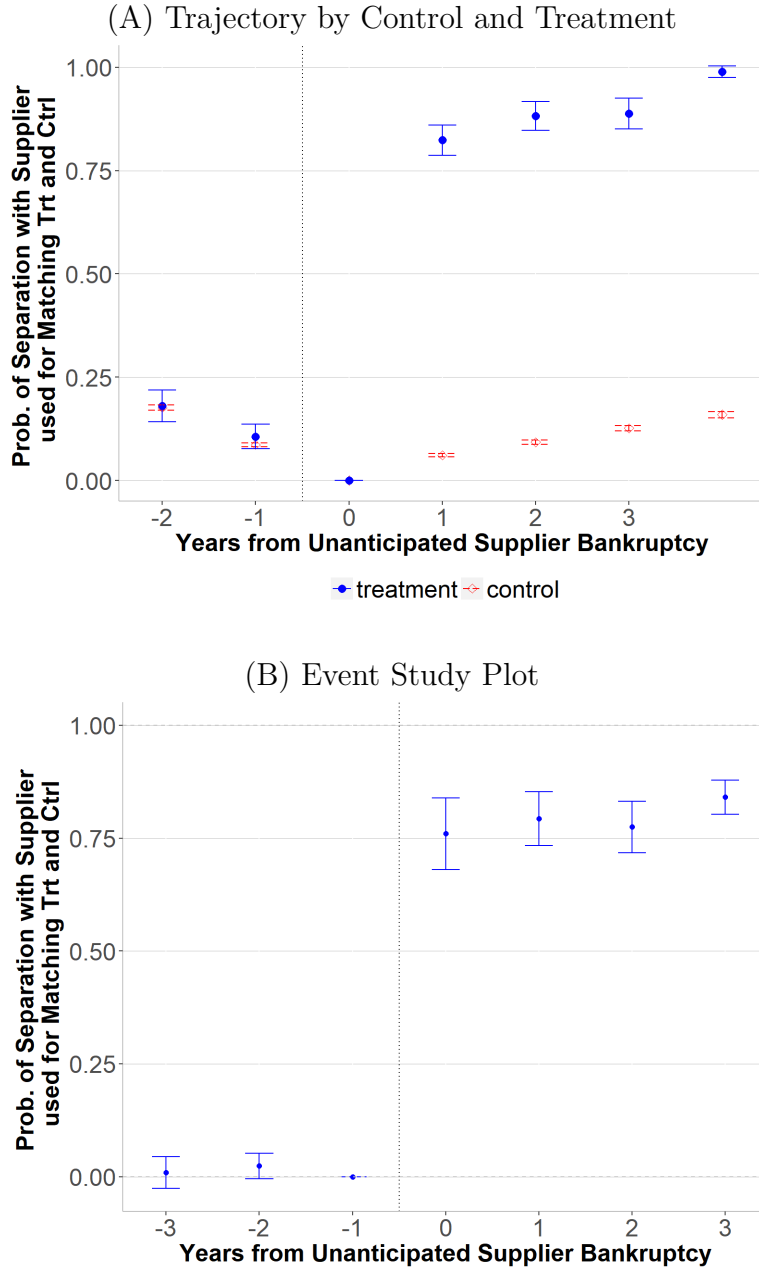 (A) Trajectory by Control and Treatment
Prob. of Separation with Supplier
used for Matching Trt and Ctrl
1.00
0.75
0.50
0.25
0.00
-2 -1 0 1 2 3
Years from Unanticipated Supplier Bankruptcy
treatment control
(B) Event Study Plot
Prob. of Separation with Supplier
used for Matching Trt and Ctrl
1.00
0.75
0.50
0.25
0.00
-3 -2 -1 0 1 2 3
Years from Unanticipated Supplier Bankruptcy